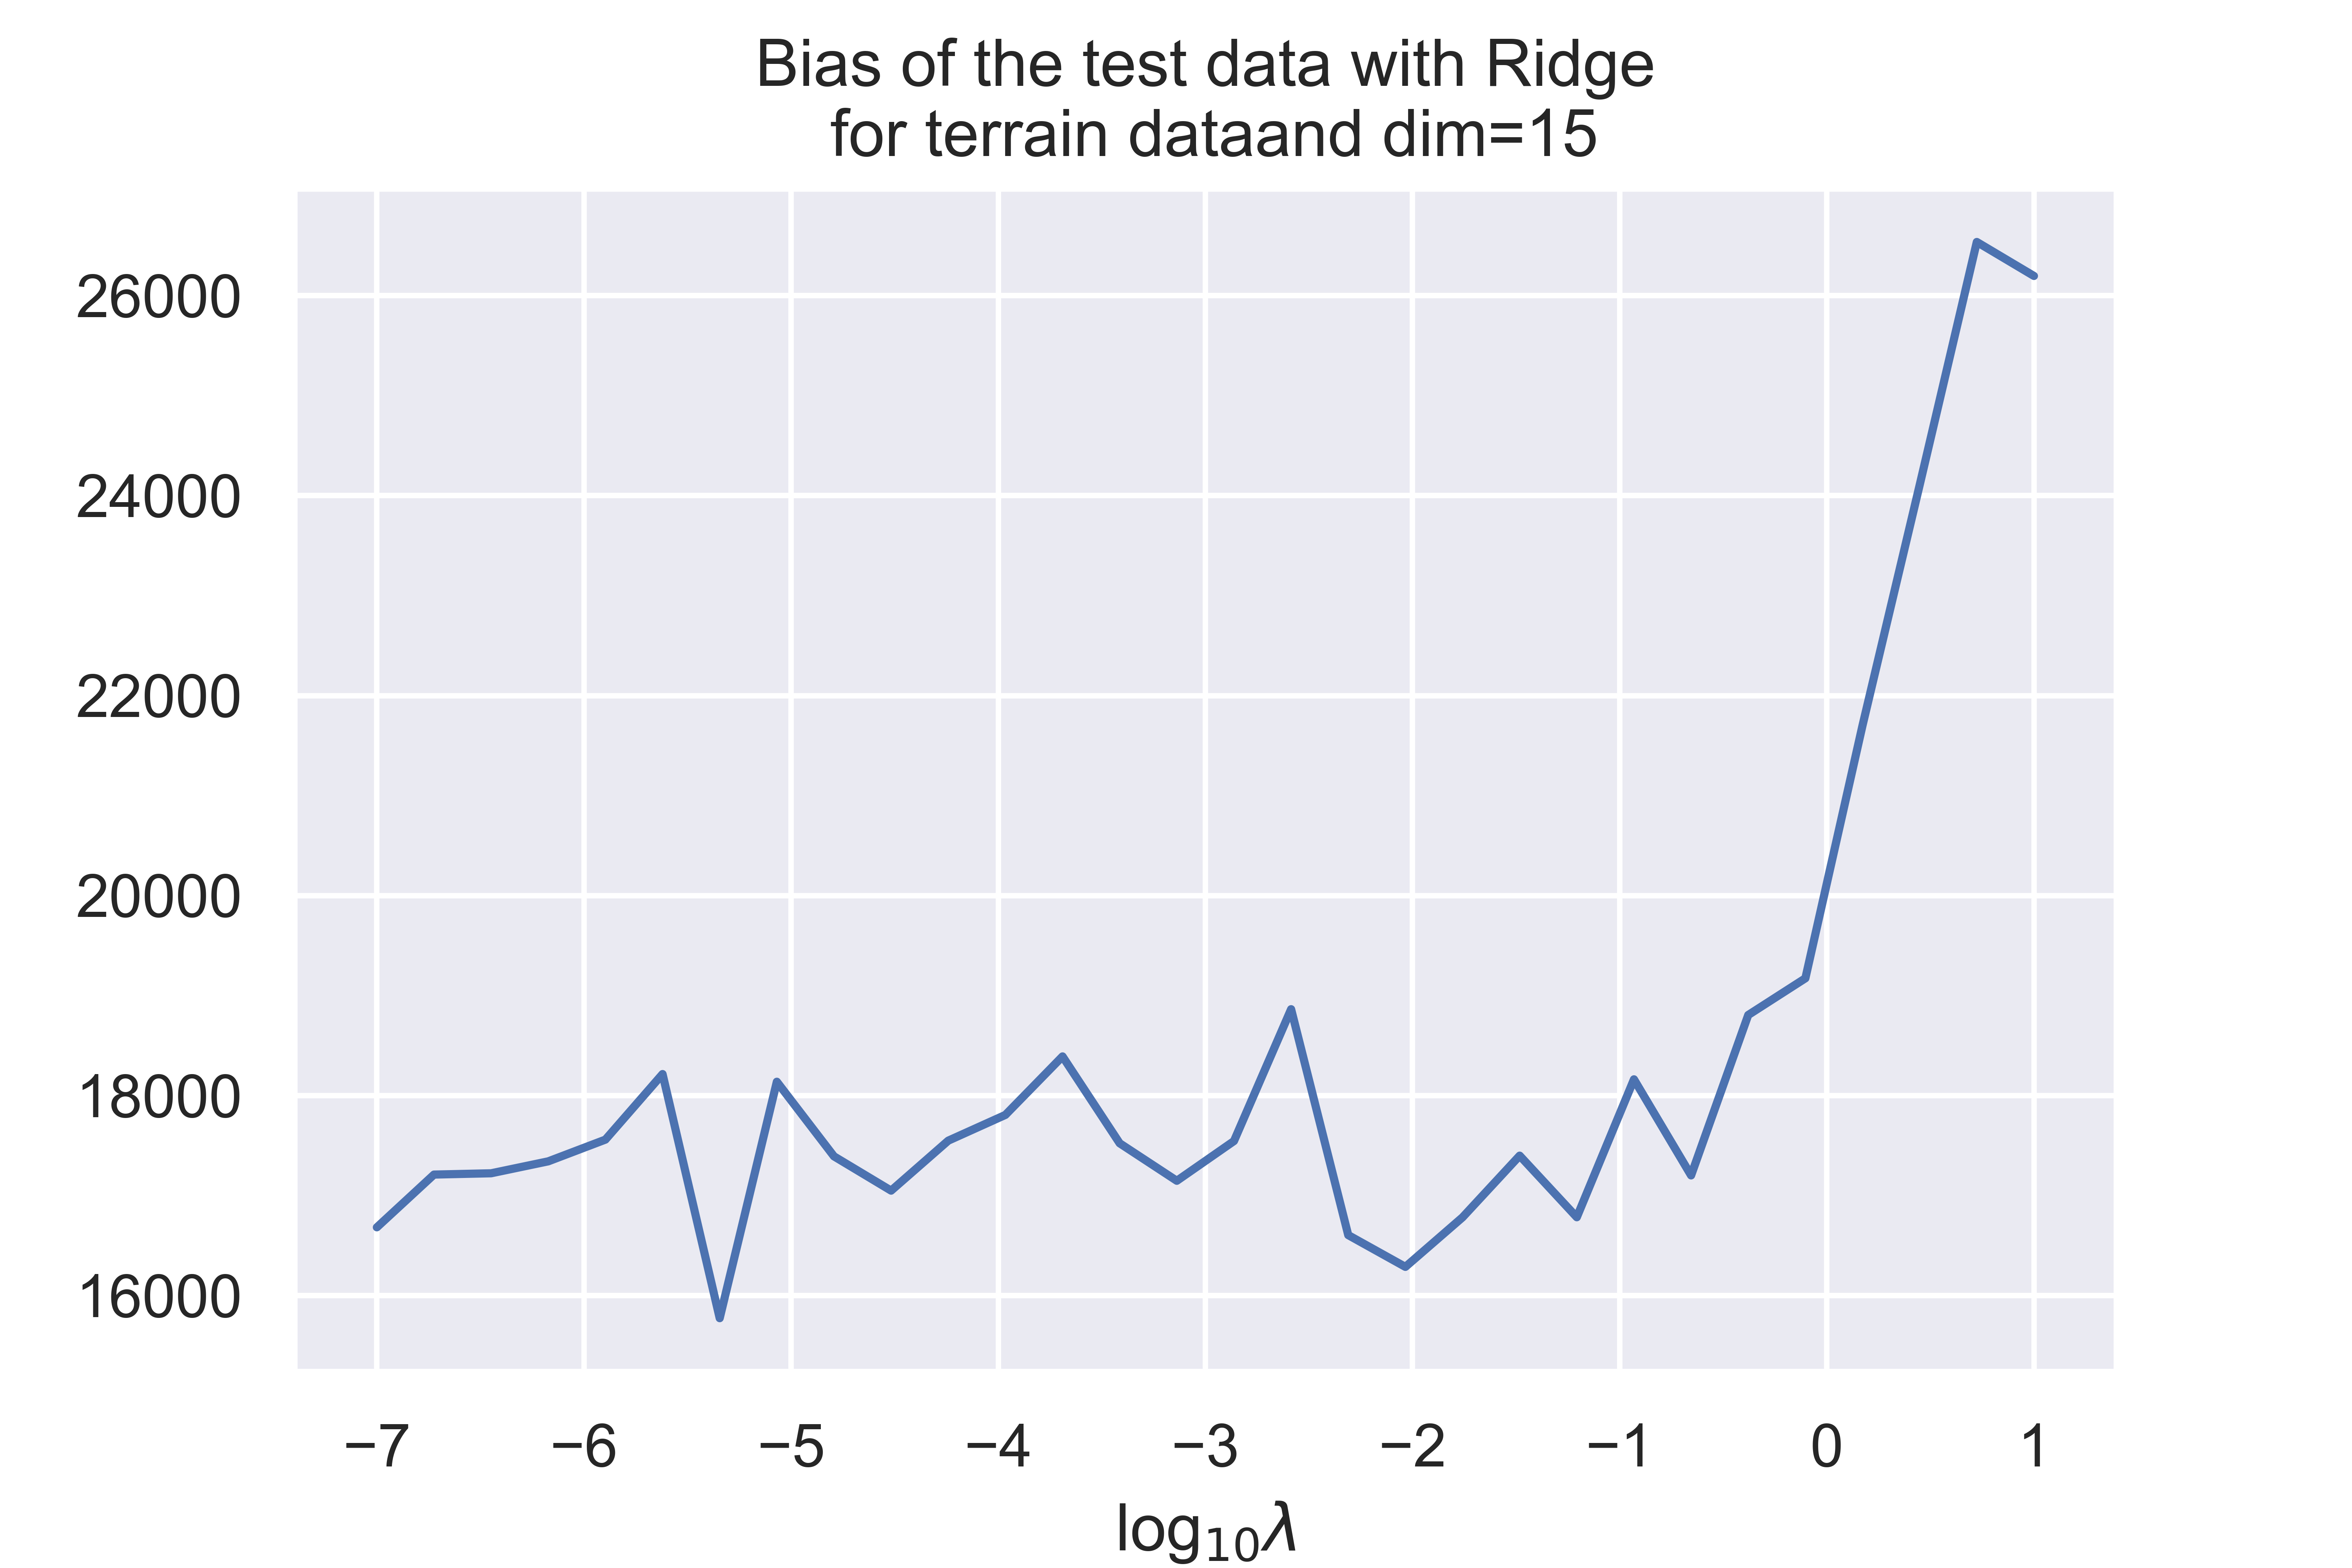 Bias of the test data with Ridge
for terrain dataand dim=15
26000
24000
22000
20000
18000
16000
−7 −6 −5 −4 −3 −2 −1 0 1
log₁₀λ